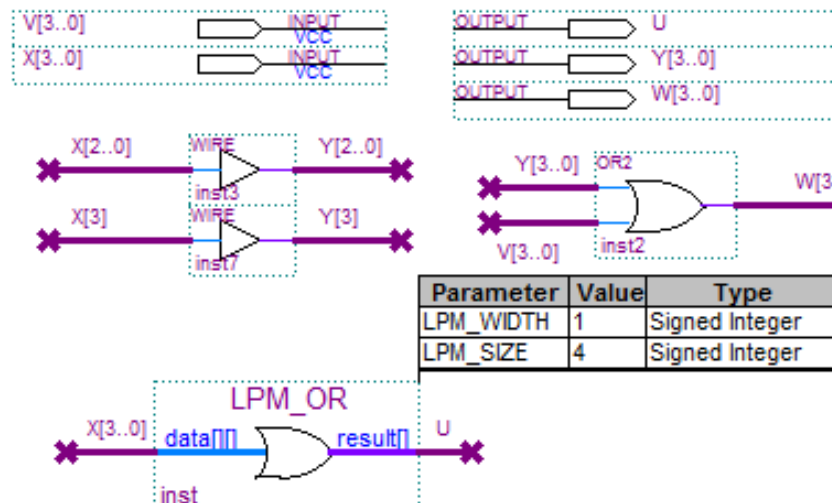 V[3..0] INPUT VCC
X[3..0] INPUT VCC
OUTPUT U
OUTPUT Y[3..0]
OUTPUT W[3..0]
X[2..0] WIRE Y[2..0]
inst3
X[3] WIRE Y[3]
inst7
Y[3..0] OR2 W[3
V[3..0] inst2
Parameter Value Type
LPM_WIDTH 1 Signed Integer
LPM_SIZE 4 Signed Integer
LPM_OR
X[3..0] data[][] result[] U
inst